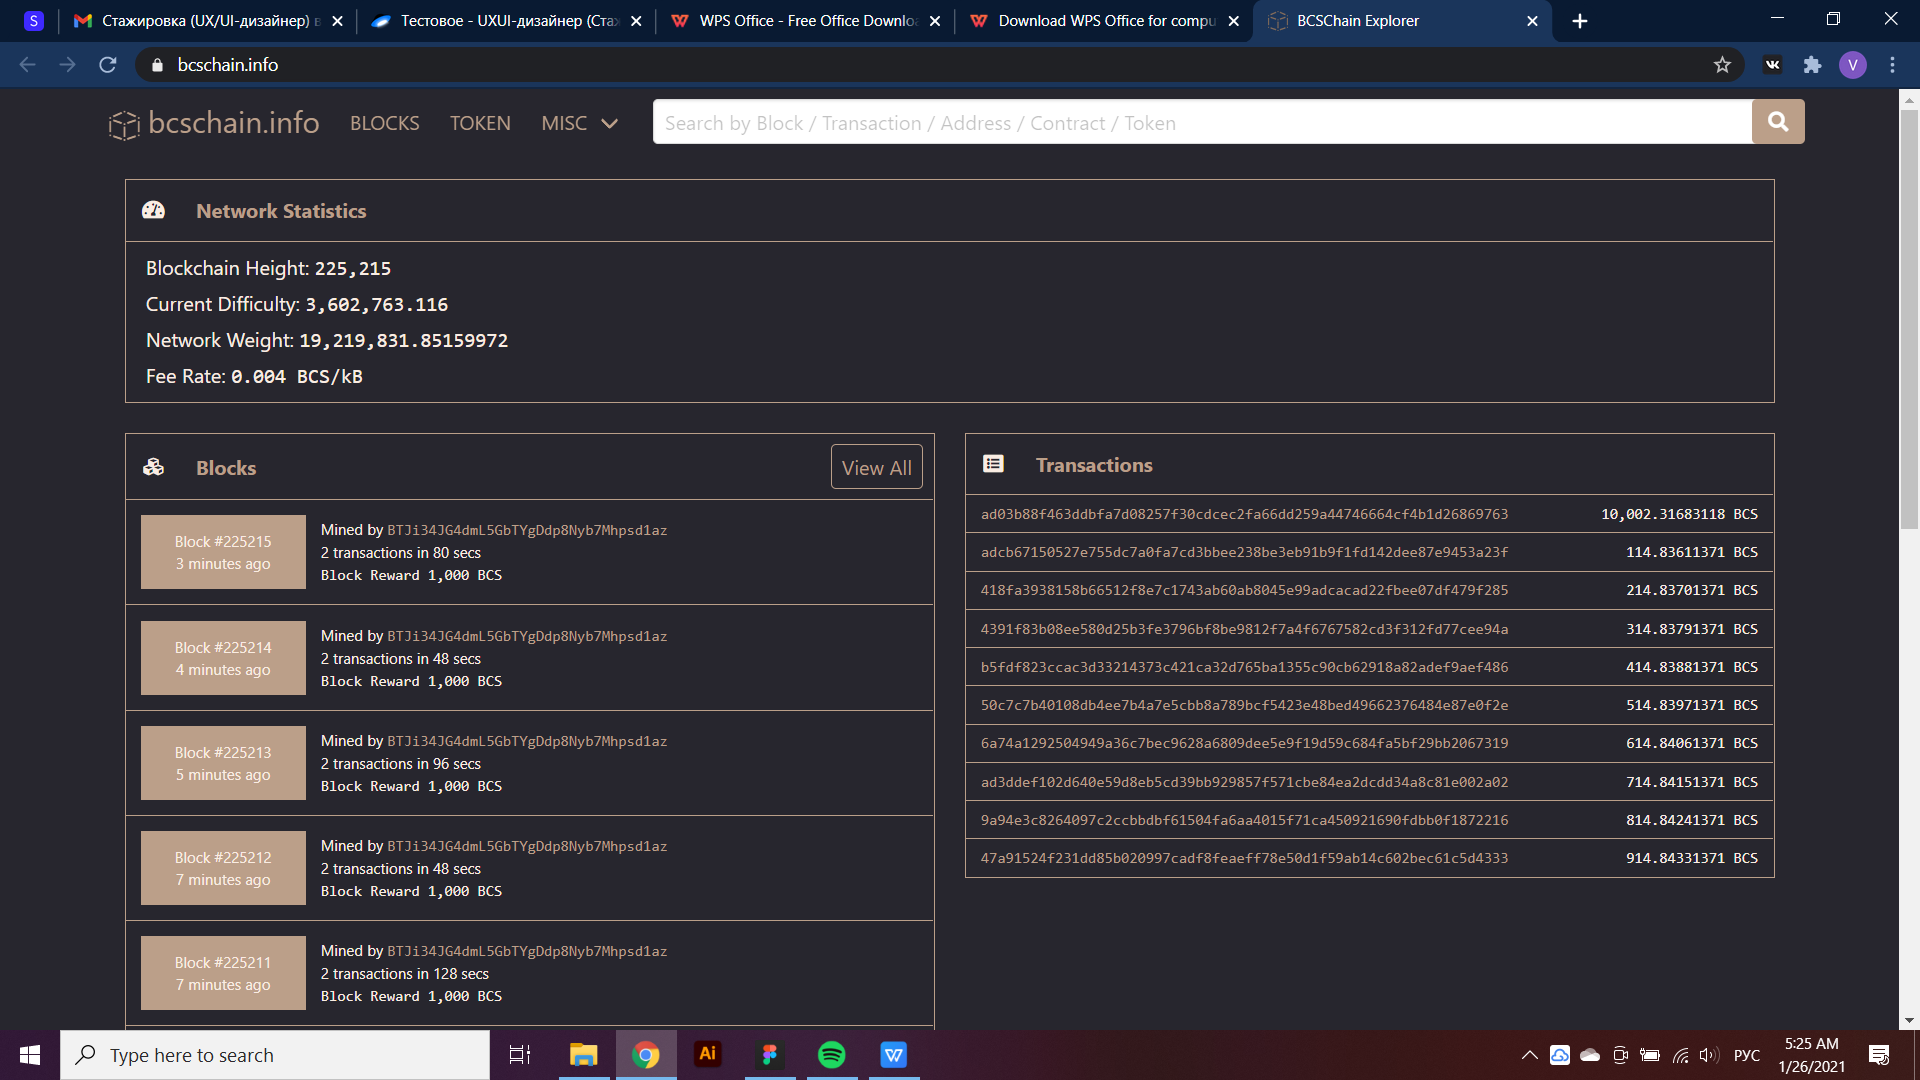 S
Стажировка (UX/UI-дизайнер) в
Тестовое - UXUI-дизайнер (Стаж
WPS Office - Free Office Downlo
Download WPS Office for compu
BCSChain Explorer
bcschain.info
V
bcschain.info
BLOCKS
TOKEN
MISC
Search by Block / Transaction / Address / Contract / Token
Network Statistics
Blockchain Height: 225,215
Current Difficulty: 3,602,763.116
Network Weight: 19,219,831.85159972
Fee Rate: 0.004 BCS/kB
Blocks
View All
Block #225215
3 minutes ago
Mined by BTJi34JG4dmL5GbTYgDdp8Nyb7Mhpsd1az
2 transactions in 80 secs
Block Reward 1,000 BCS
Block #225214
4 minutes ago
Mined by BTJi34JG4dmL5GbTYgDdp8Nyb7Mhpsd1az
2 transactions in 48 secs
Block Reward 1,000 BCS
Block #225213
5 minutes ago
Mined by BTJi34JG4dmL5GbTYgDdp8Nyb7Mhpsd1az
2 transactions in 96 secs
Block Reward 1,000 BCS
Block #225212
7 minutes ago
Mined by BTJi34JG4dmL5GbTYgDdp8Nyb7Mhpsd1az
2 transactions in 48 secs
Block Reward 1,000 BCS
Block #225211
7 minutes ago
Mined by BTJi34JG4dmL5GbTYgDdp8Nyb7Mhpsd1az
2 transactions in 128 secs
Block Reward 1,000 BCS
Transactions
ad03b88f463ddbfa7d08257f30cdcec2fa66dd259a44746664cf4b1d26869763 10,002.31683118 BCS
adcb67150527e755dc7a0fa7cd3bbee238be3eb91b9f1fd142dee87e9453a23f 114.83611371 BCS
418fa3938158b66512f8e7c1743ab60ab8045e99adcacad22fbee07df479f285 214.83701371 BCS
4391f83b08ee580d25b3fe3796bf8be9812f7a4f6767582cd3f312fd77cee94a 314.83791371 BCS
b5fdf823ccac3d33214373c421ca32d765ba1355c90cb62918a82adef9aef486 414.83881371 BCS
50c7c7b40108db4ee7b4a7e5cbb8a789bcf5423e48bed49662376484e87e0f2e 514.83971371 BCS
6a74a1292504949a36c7bec9628a6809dee5e9f19d59c684fa5bf29bb2067319 614.84061371 BCS
ad3ddef102d640e59d8eb5cd39bb929857f571cbe84ea2dcdd34a8c81e002a02 714.84151371 BCS
9a94e3c8264097c2ccbbdbf61504fa6aa4015f71ca450921690fdbb0f1872216 814.84241371 BCS
47a91524f231dd85b020997cadf8feaeff78e50d1f59ab14c602bec61c5d4333 914.84331371 BCS
Type here to search
Ai
W
РУС
5:25 AM
1/26/2021